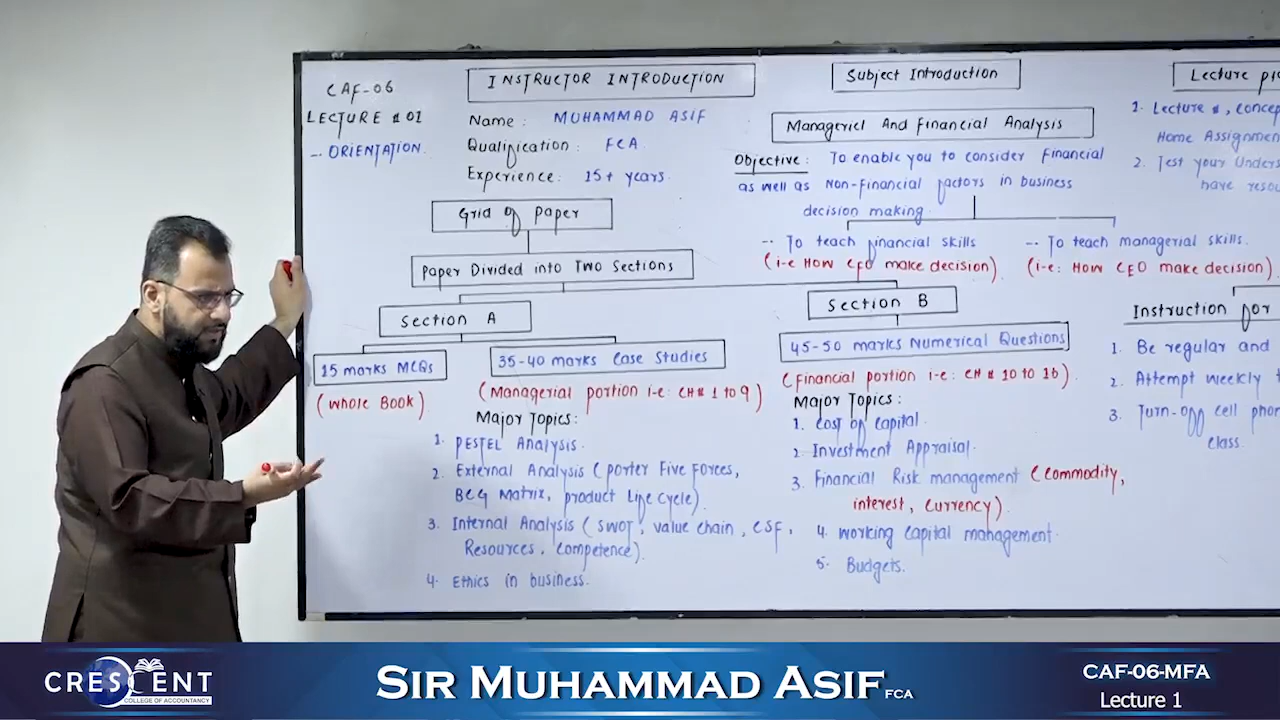 CAF-06
LECTURE # 01
-. ORIENTATION.
INSTRUCTOR INTRODUCTION
Name: MUHAMMAD ASIF
Qualification: FCA.
Experience: 15+ years.
Subject Introduction
Managerial And Financial Analysis
Objective: To enable you to consider Financial
as well as Non-Financial factors in business
decision making.
-. To teach financial skills
(i-e How CFO make decision).
-. To teach managerial skills.
(i-e: How CEO make decision)
Grid of Paper
Paper Divided into Two Sections
Section A
15 marks MCQs
(Whole Book)
35-40 marks Case Studies
(Managerial portion i-e: CH# 1 to 9)
Major Topics:
1. PESTEL Analysis.
2. External Analysis (Porter Five Forces,
BCG Matrix, product Life Cycle).
3. Internal Analysis (SWOT, value chain, CSF,
Resources, Competence).
4. Ethics in business.
Section B
45-50 marks Numerical Questions
(Financial portion i-e: CH# 10 to 16).
Major Topics:
1. Cost of Capital.
2. Investment Appraisal.
3. Financial Risk management (Commodity,
interest, Currency).
4. Working Capital management.
5. Budgets.
Lecture
1. Lecture #,
Home
2. Test your
have
Instruction for
1. Be regular and
2. Attempt weekly
3. Turn-off cell
class.
CRESCENT
COLLEGE OF ACCOUNTANCY
SIR MUHAMMAD ASIF FCA
CAF-06-MFA
Lecture 1